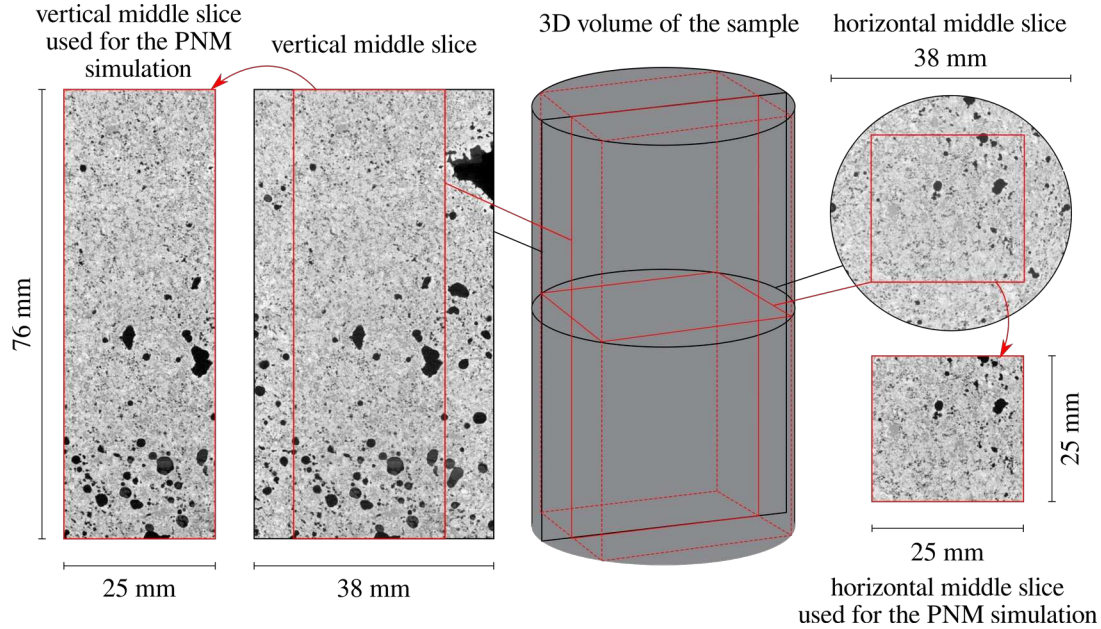 vertical middle slice
used for the PNM
simulation
vertical middle slice
3D volume of the sample
horizontal middle slice
38 mm
76 mm
25 mm
38 mm
25 mm
25 mm
horizontal middle slice
used for the PNM simulation